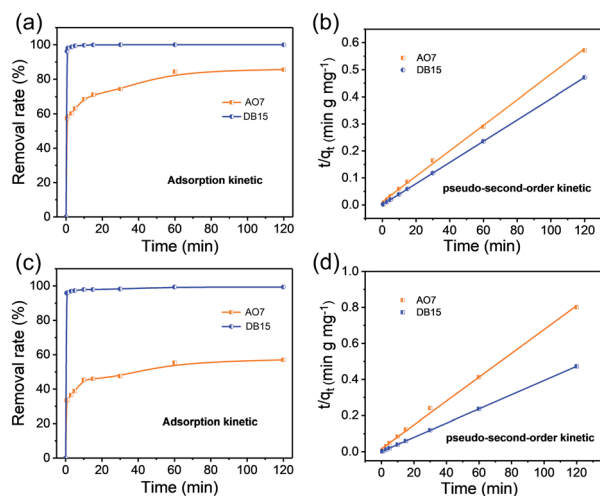 (a)
100
80
60
40
20
0
Removal rate (%)
AO7
DB15
Adsorption kinetic
0 20 40 60 80 100 120
Time (min)
(b)
0.6
0.5
0.4
0.3
0.2
0.1
0.0
t/qt (min g mg-1)
AO7
DB15
pseudo-second-order kinetic
0 20 40 60 80 100 120
Time (min)
(c)
100
80
60
40
20
0
Removal rate (%)
AO7
DB15
Adsorption kinetic
0 20 40 60 80 100 120
Time (min)
(d)
1.0
0.8
0.6
0.4
0.2
0.0
t/qt (min g mg-1)
AO7
DB15
pseudo-second-order kinetic
0 20 40 60 80 100 120
Time (min)